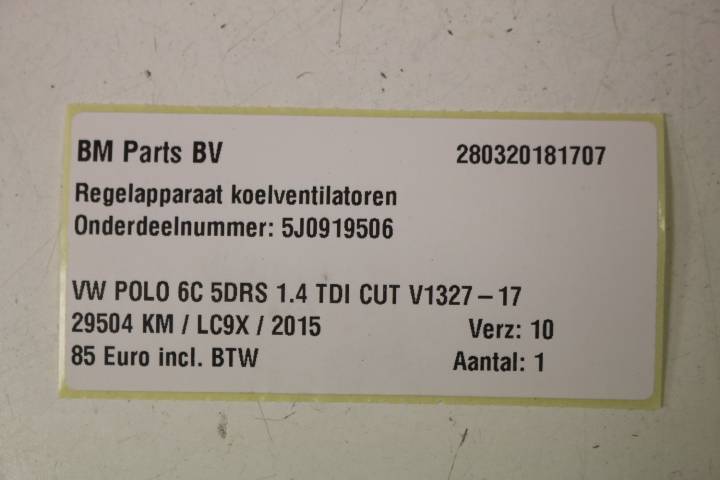 BM Parts BV 280320181707
Regelapparaat koelventilatoren
Onderdeelnummer: 5J0919506
VW POLO 6C 5DRS 1.4 TDI CUT V1327 – 17
29504 KM / LC9X / 2015 Verz: 10
85 Euro incl. BTW Aantal: 1